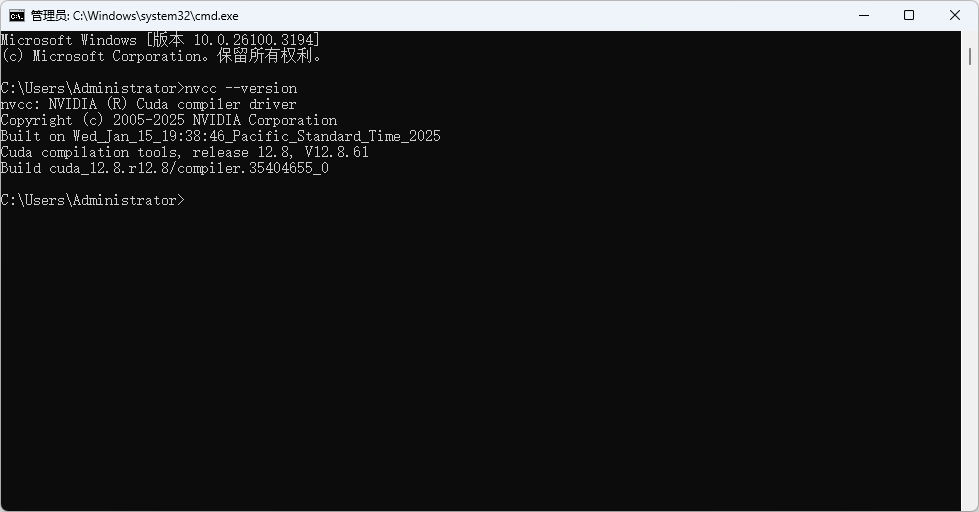 管理员: C:\Windows\system32\cmd.exe
Microsoft Windows [版本 10.0.26100.3194]
(c) Microsoft Corporation。保留所有权利。
C:\Users\Administrator>nvcc --version
nvcc: NVIDIA (R) Cuda compiler driver
Copyright (c) 2005-2025 NVIDIA Corporation
Built on Wed_Jan_15_19:38:46_Pacific_Standard_Time_2025
Cuda compilation tools, release 12.8, V12.8.61
Build cuda_12.8.r12.8/compiler.35404655_0
C:\Users\Administrator>